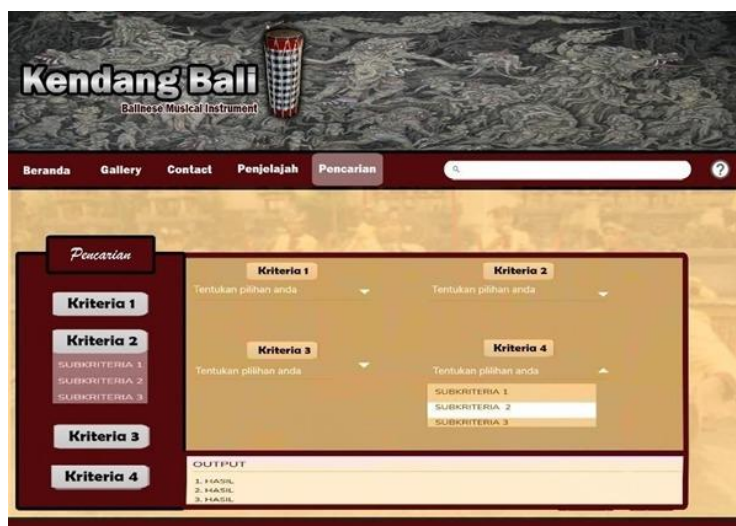 Kendang Bali
Balinese Musical Instrument
Beranda Gallery Contact Penjelajah Pencarian
?
Pencarian
Kriteria 1
Kriteria 2
SUBKRITERIA 1
SUBKRITERIA 2
SUBKRITERIA 3
Kriteria 3
Kriteria 4
Kriteria 1
Tentukan pilihan anda
Kriteria 2
Tentukan pilihan anda
Kriteria 3
Tentukan plilihan anda
Kriteria 4
Tentukan plilihan anda
SUBKRITERIA 1
SUBKRITERIA 2
SUBKRITERIA 3
OUTPUT
1. HASIL
2. HASIL
3. HASIL